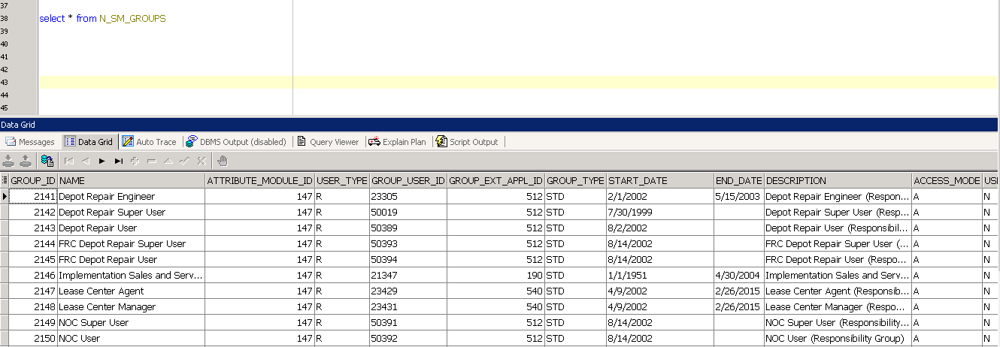 37
38 select * from N_SM_GROUPS
39
40
41
42
43
44
45
Data Grid
Messages Data Grid Auto Trace DBMS Output (disabled) Query Viewer Explain Plan Script Output
GROUP_ID NAME ATTRIBUTE_MODULE_ID USER_TYPE GROUP_USER_ID GROUP_EXT_APPL_ID GROUP_TYPE START_DATE END_DATE DESCRIPTION ACCESS_MODE USE
2141 Depot Repair Engineer 147 R 23305 512 STD 2/1/2002 5/15/2003 Depot Repair Engineer (Respon... A N
2142 Depot Repair Super User 147 R 50019 512 STD 7/30/1999 Depot Repair Super User (Resp... A N
2143 Depot Repair User 147 R 50389 512 STD 8/2/2002 Depot Repair User (Responsibil... A N
2144 FRC Depot Repair Super User 147 R 50393 512 STD 8/14/2002 FRC Depot Repair Super User (... A N
2145 FRC Depot Repair User 147 R 50394 512 STD 8/14/2002 FRC Depot Repair User (Respo... A N
2146 Implementation Sales and Serv... 147 R 21347 190 STD 1/1/1951 4/30/2004 Implementation Sales and Serv... A N
2147 Lease Center Agent 147 R 23429 540 STD 4/9/2002 2/26/2015 Lease Center Agent (Responsib... A N
2148 Lease Center Manager 147 R 23431 540 STD 4/9/2002 2/26/2015 Lease Center Manager (Respo... A N
2149 NOC Super User 147 R 50391 512 STD 8/14/2002 NOC Super User (Responsibility... A N
2150 NOC User 147 R 50392 512 STD 8/14/2002 NOC User (Responsibility Group) A N